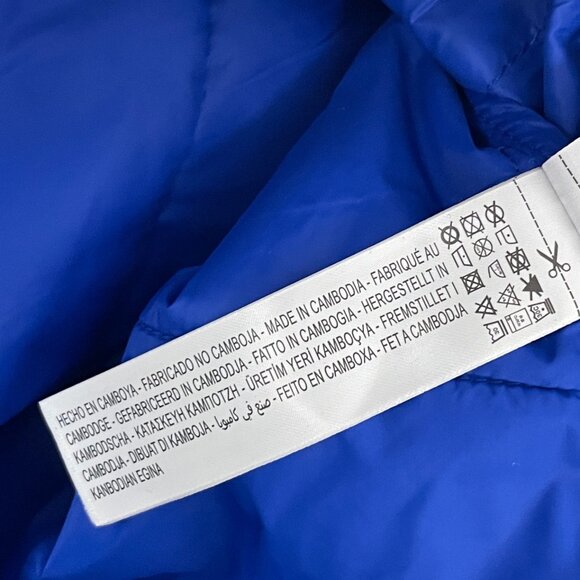 HECHO EN CAMBOYA - FABRICADO NO CAMBOJA - MADE IN CAMBODIA - FABRIQUÉ AU
CAMBODGE - GEFABRICEERD IN CAMBODJA - FATTO IN CAMBOGIA - HERGESTELLT IN
KAMBODSCHA - ΚΑΤΑΣΚΕΥΗ ΚΑΜΠΟΤΖΗ - ÜRETİM YERİ KAMBOÇYA - FREMSTILLET I
CAMBODJA - DIBUAT DI KAMBOJA - صنع في كامبوديا - FEITO EN CAMBOXA - FET A CAMBODJA
KANBODIAN EGINA